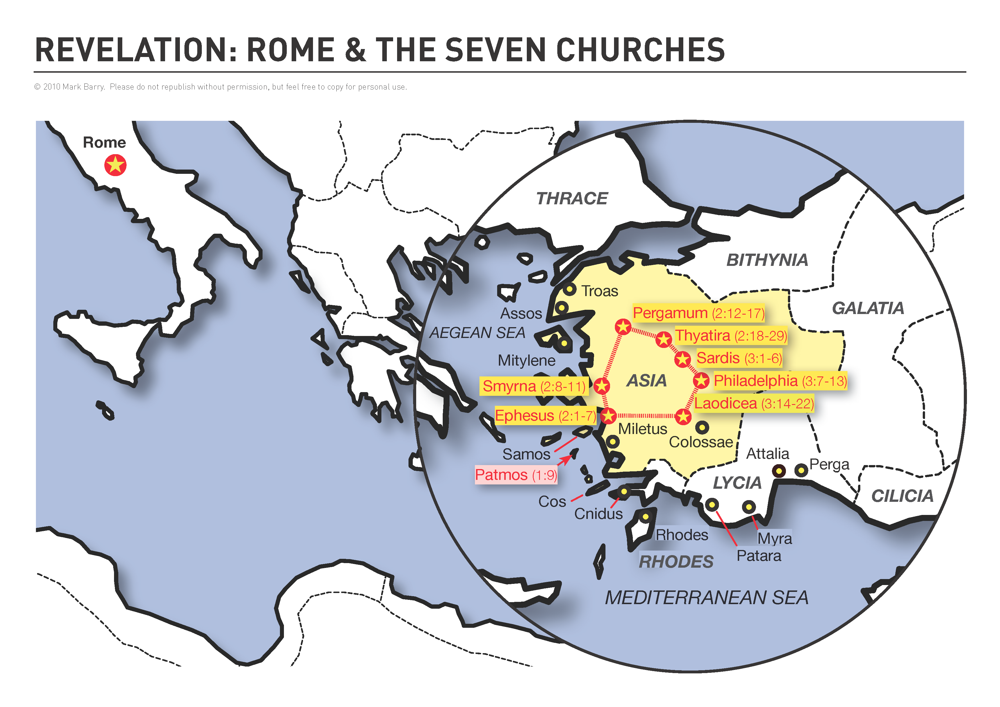 REVELATION: ROME & THE SEVEN CHURCHES
© 2010 Mark Barry. Please do not republish without permission, but feel free to copy for personal use.
Rome
THRACE
BITHYNIA
GALATIA
Troas
Assos
Pergamum (2:12-17)
AEGEAN SEA
Thyatira (2:18-29)
Mitylene
Sardis (3:1-6)
ASIA
Philadelphia (3:7-13)
Smyrna (2:8-11)
Laodicea (3:14-22)
Ephesus (2:1-7)
Miletus
Colossae
Samos
Attalia
Perga
Patmos (1:9)
LYCIA
CILICIA
Cos
Cnidus
Rhodes
Myra
Patara
RHODES
MEDITERRANEAN SEA